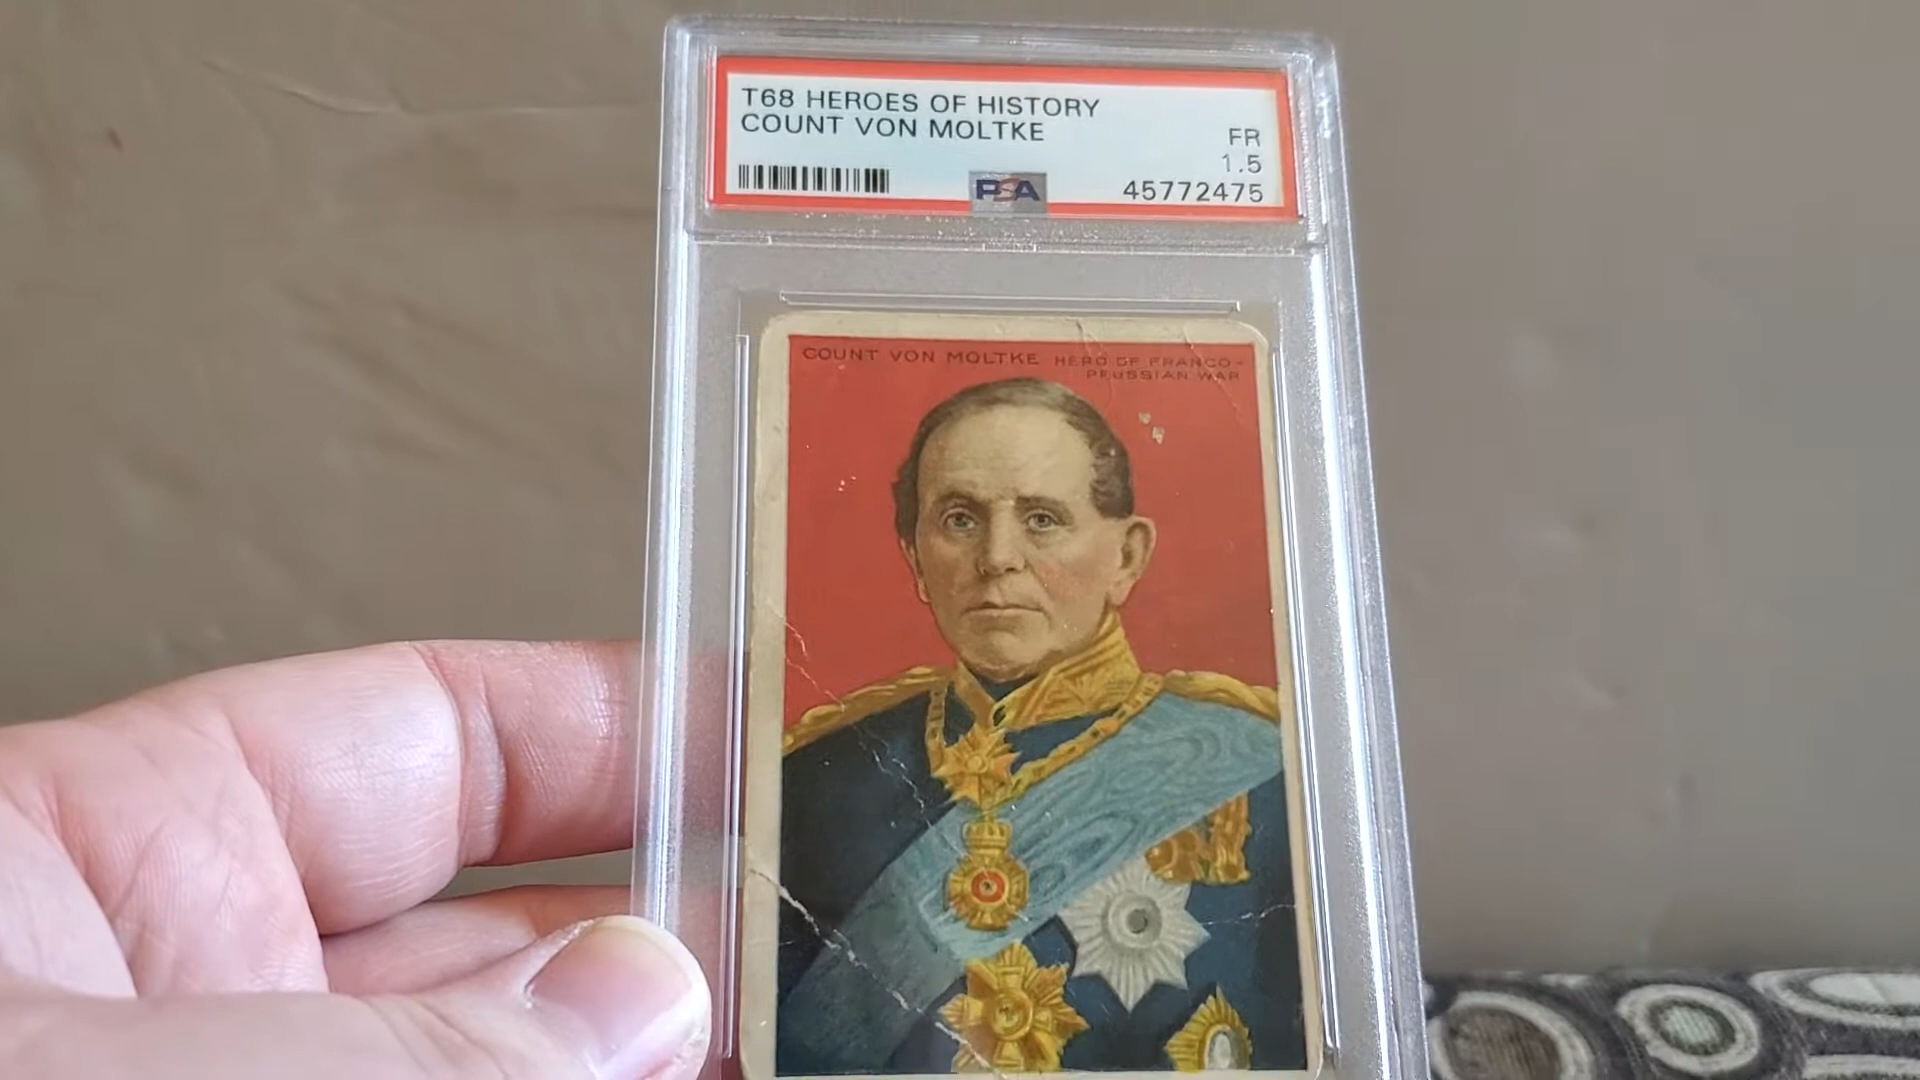 T68 HEROES OF HISTORY
COUNT VON MOLTKE
FR
1.5
PSA
45772475
COUNT VON MOLTKE HERO OF FRANCO-
PRUSSIAN WAR